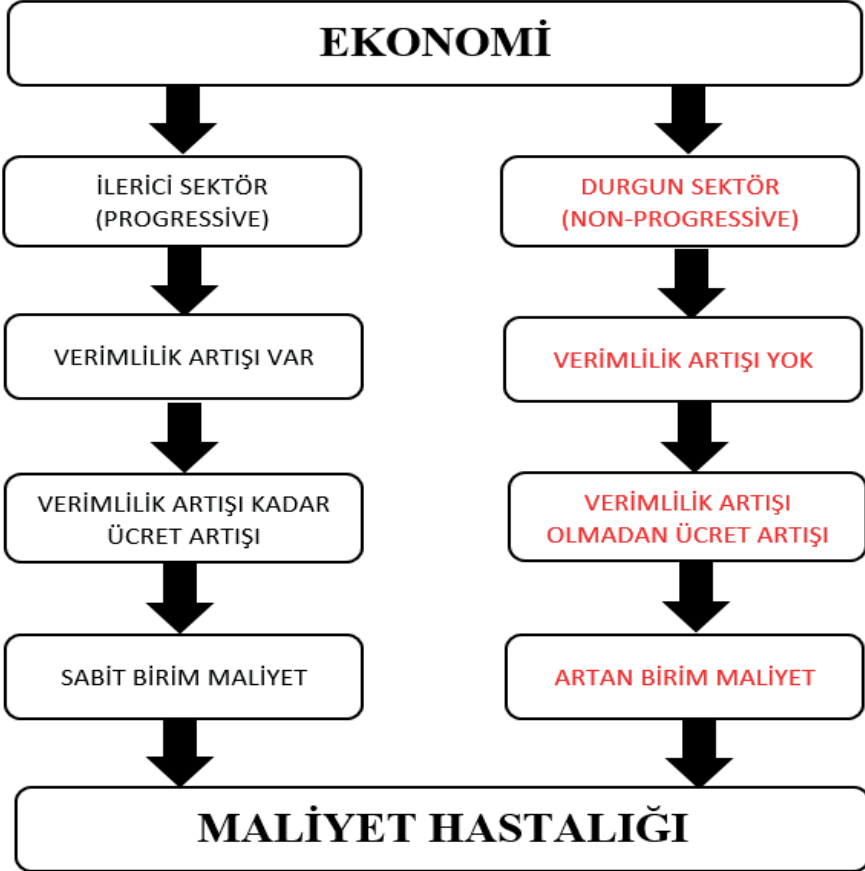 EKONOMİ
İLERİCİ SEKTÖR
(PROGRESSİVE)
VERİMLİLİK ARTIŞI VAR
VERİMLİLİK ARTIŞI KADAR
ÜCRET ARTIŞI
SABİT BİRİM MALİYET
DURGUN SEKTÖR
(NON-PROGRESSİVE)
VERİMLİLİK ARTIŞI YOK
VERİMLİLİK ARTIŞI
OLMADAN ÜCRET ARTIŞI
ARTAN BİRİM MALİYET
MALİYET HASTALIĞI